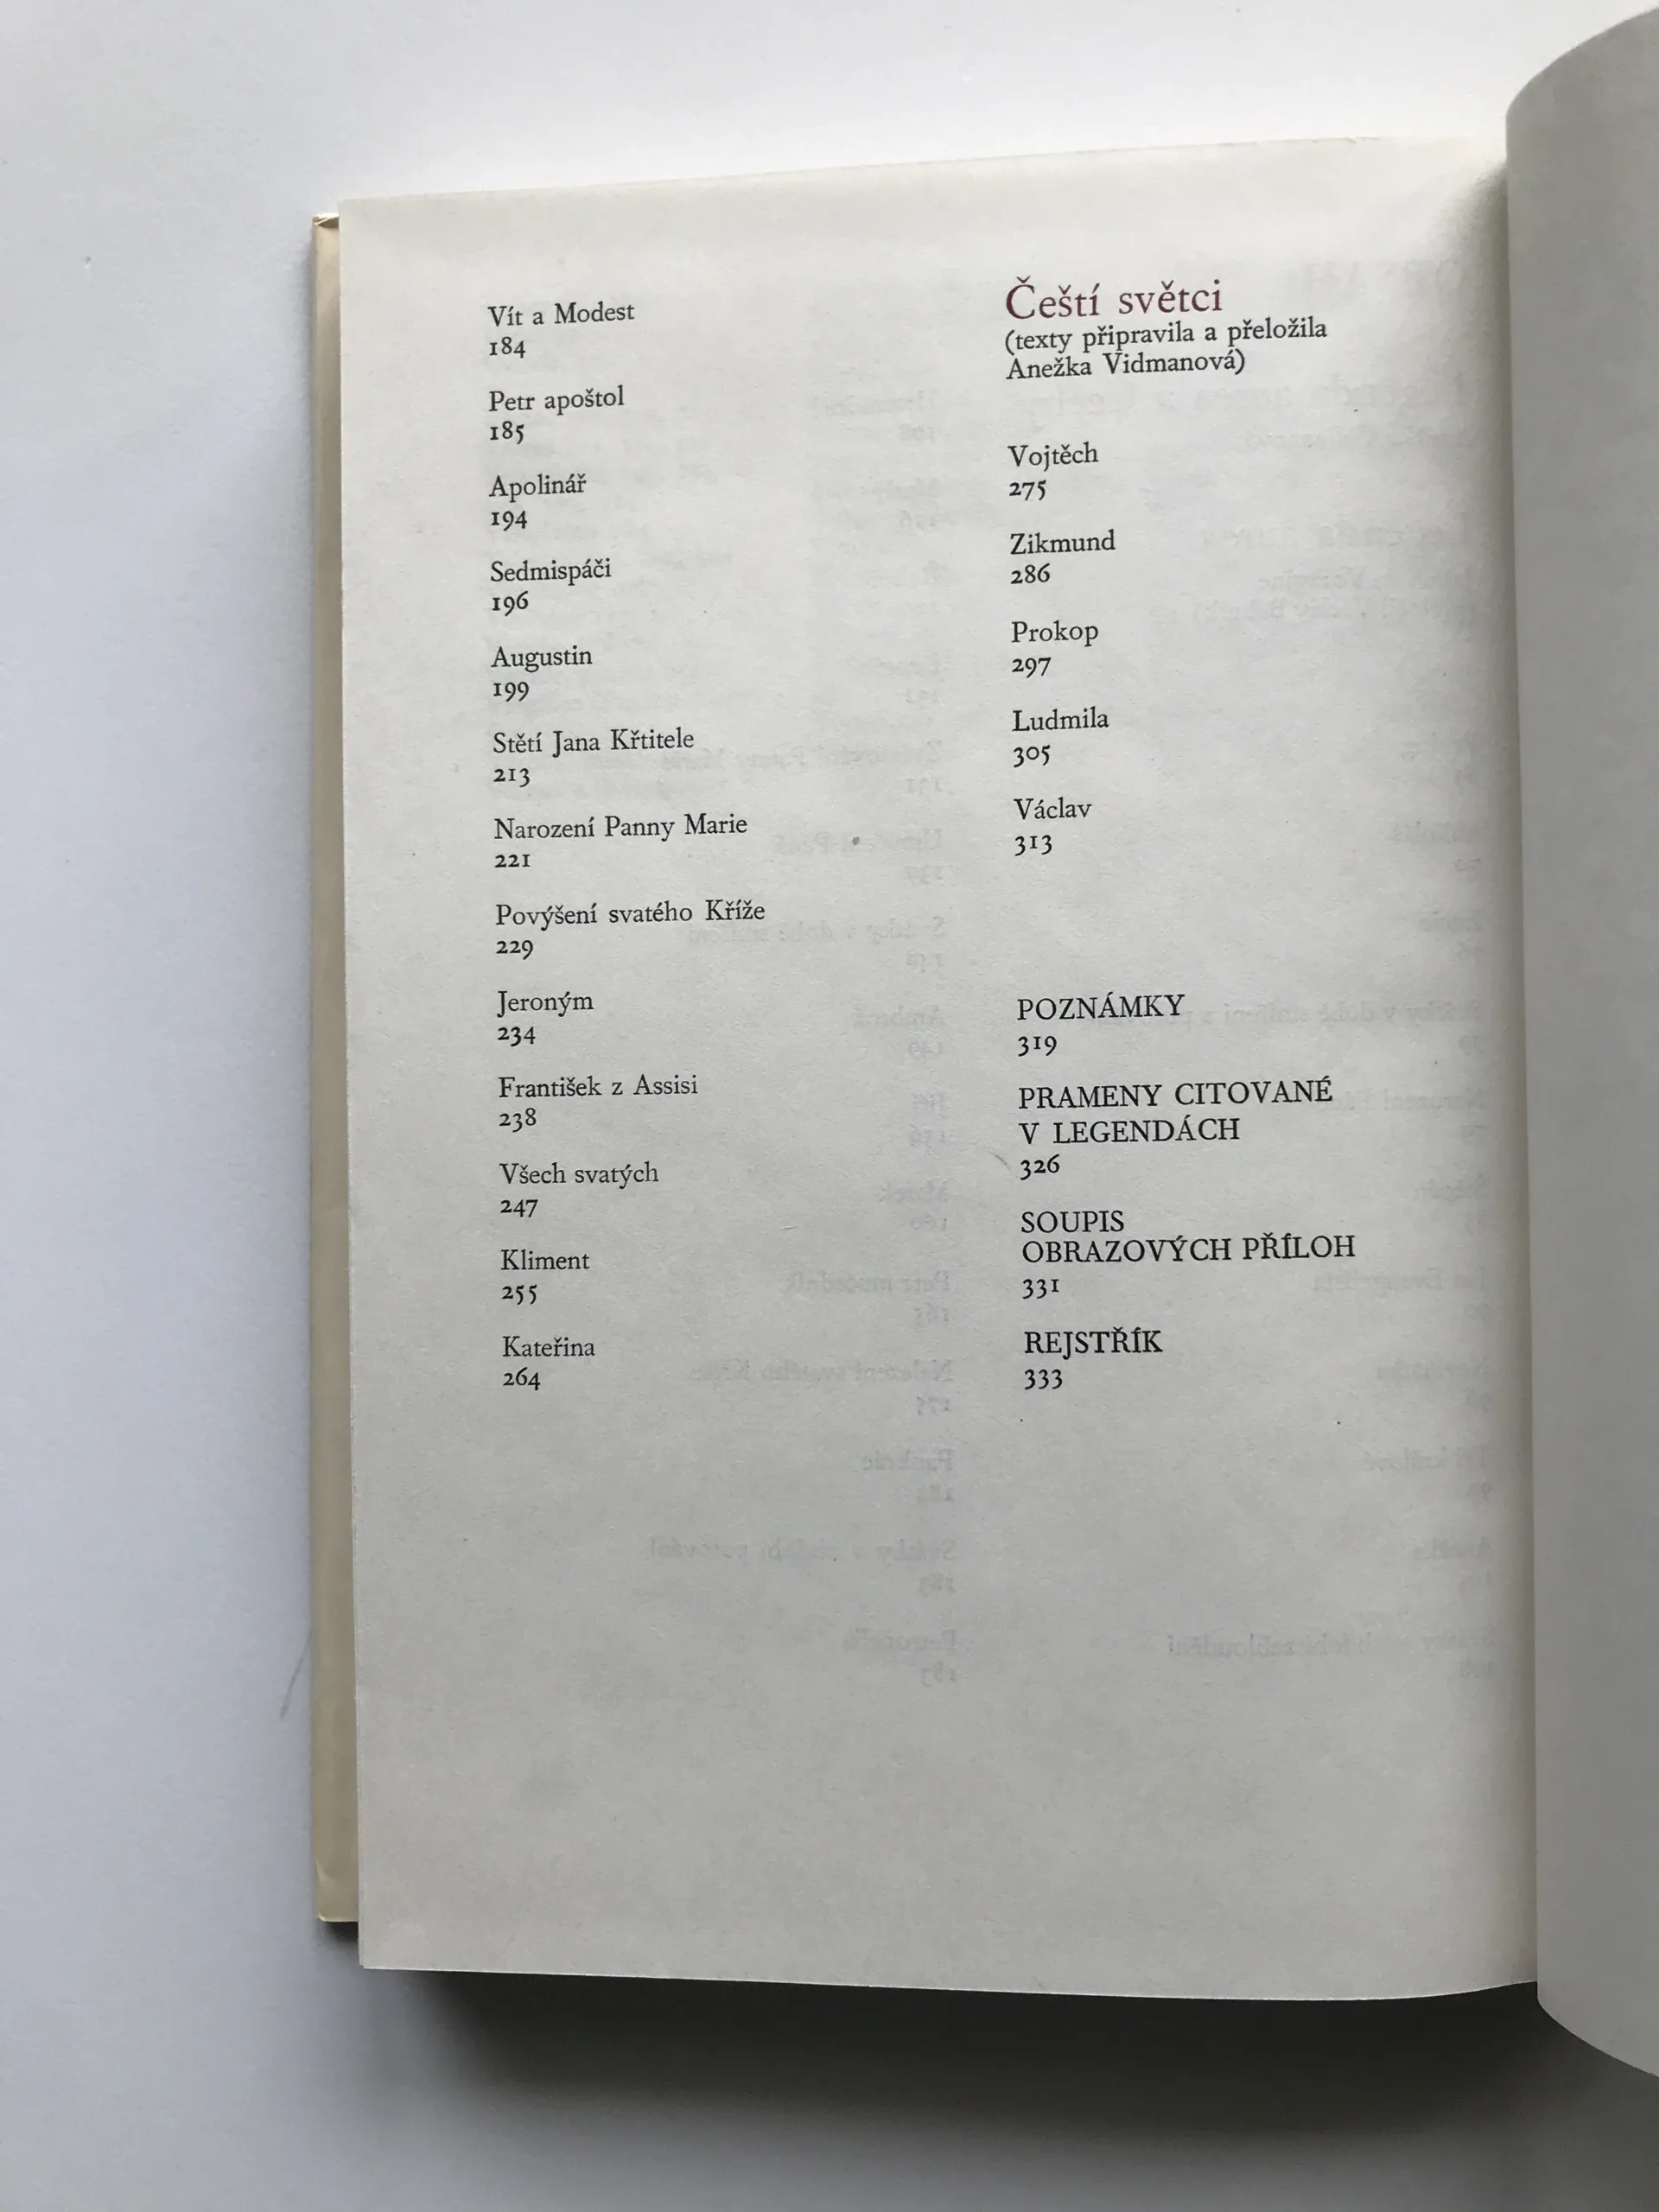 Vít a Modest
184
Petr apoštol
185
Apolinář
194
Sedmispáči
196
Augustin
199
Stětí Jana Křtitele
213
Narození Panny Marie
221
Povýšení svatého Kříže
229
Jeroným
234
František z Assisi
238
Všech svatých
247
Kliment
255
Kateřina
264
Čeští světci
(texty připravila a přeložila
Anežka Vidmanová)
Vojtěch
275
Zikmund
286
Prokop
297
Ludmila
305
Václav
313
POZNÁMKY
319
PRAMENY CITOVANÉ
V LEGENDÁCH
326
SOUPIS
OBRAZOVÝCH PŘÍLOH
331
REJSTŘÍK
333